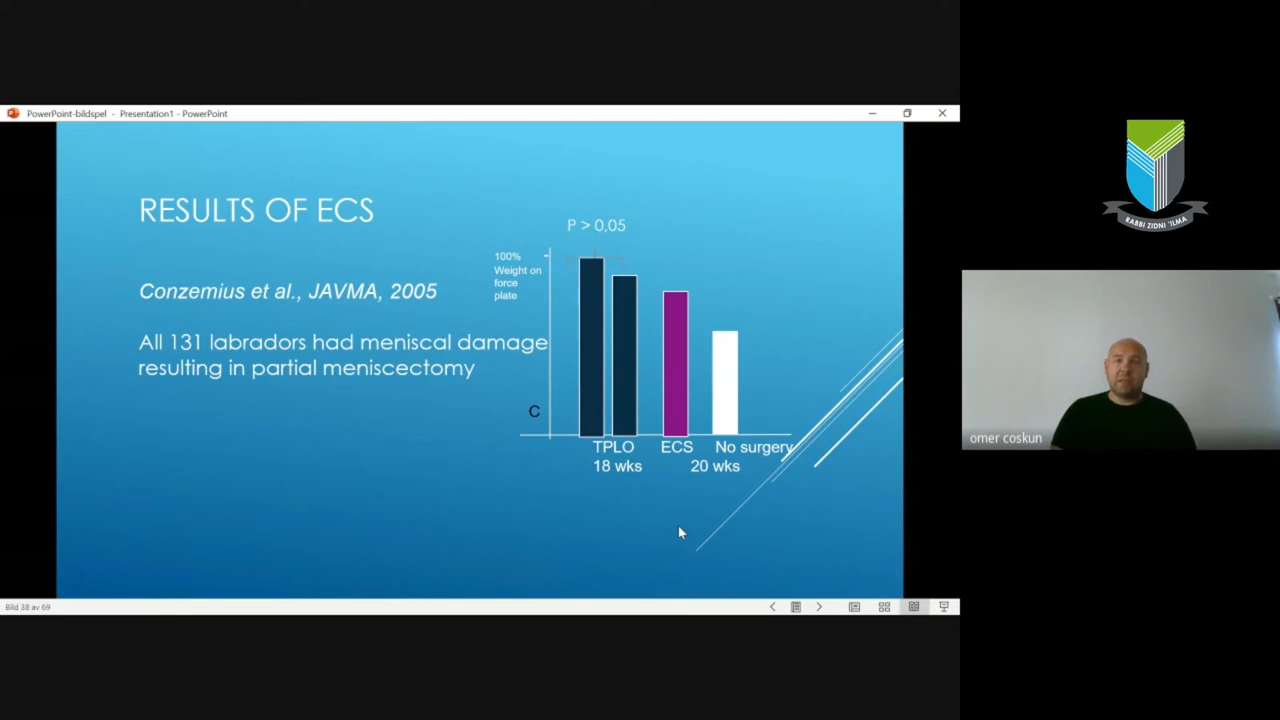 PowerPoint-bildspel - Presentation1 - PowerPoint
RESULTS OF ECS
Conzemius et al., JAVMA, 2005
All 131 labradors had meniscal damage
resulting in partial meniscectomy
P > 0,05
100%
Weight on
force
plate
C
TPLO ECS No surgery
18 wks 20 wks
Bild 38 av 69
RABBI ZIDNI 'ILMA
omer coskun